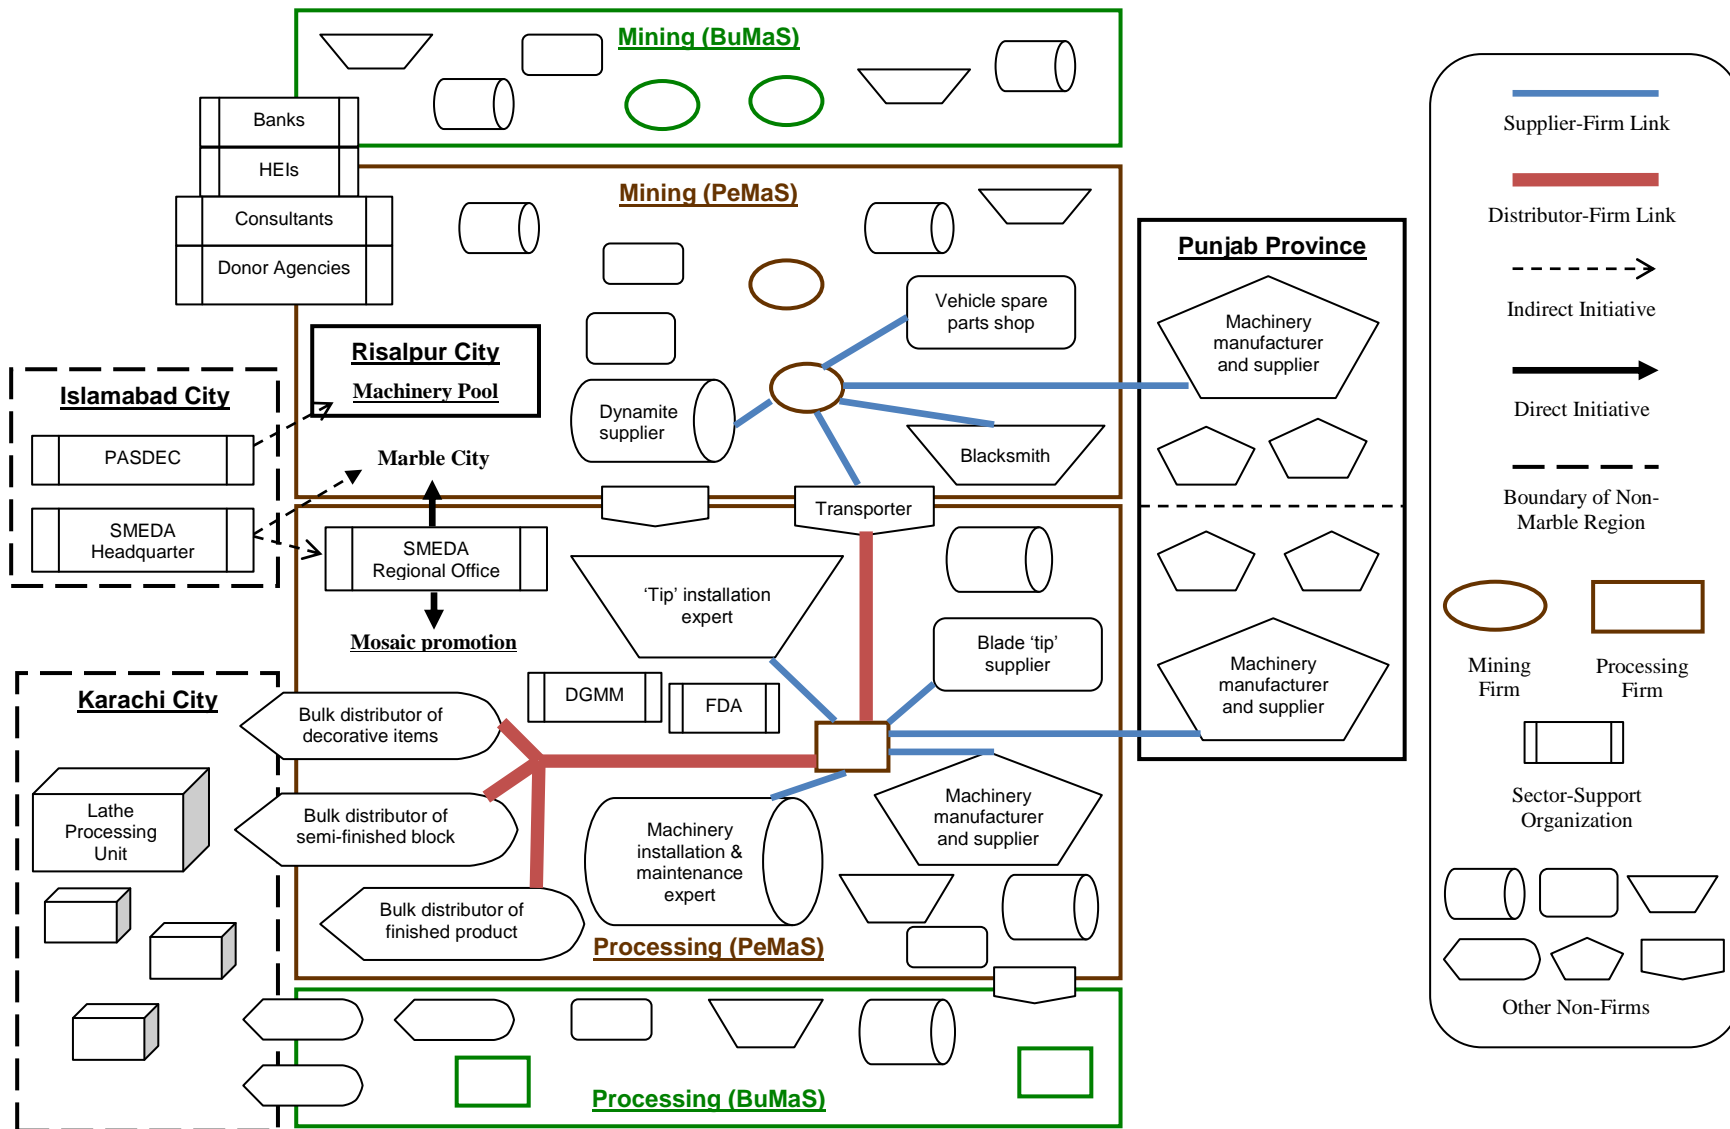 Mining (BuMaS)
Banks
HEIs
Consultants
Donor Agencies
Mining (PeMaS)
Vehicle spare
parts shop
Risalpur City
Machinery Pool
Dynamite
supplier
Blacksmith
Marble City
Transporter
Islamabad City
PASDEC
SMEDA
Headquarter
SMEDA
Regional Office
Mosaic promotion
‘Tip’ installation
expert
Blade ‘tip’
supplier
DGMM
FDA
Karachi City
Lathe
Processing
Unit
Bulk distributor of
decorative items
Bulk distributor of
semi-finished block
Bulk distributor of
finished product
Machinery
installation &
maintenance
expert
Machinery
manufacturer
and supplier
Processing (PeMaS)
Processing (BuMaS)
Punjab Province
Machinery
manufacturer
and supplier
Machinery
manufacturer
and supplier
Supplier-Firm Link
Distributor-Firm Link
Indirect Initiative
Direct Initiative
Boundary of Non-
Marble Region
Mining
Firm
Processing
Firm
Sector-Support
Organization
Other Non-Firms